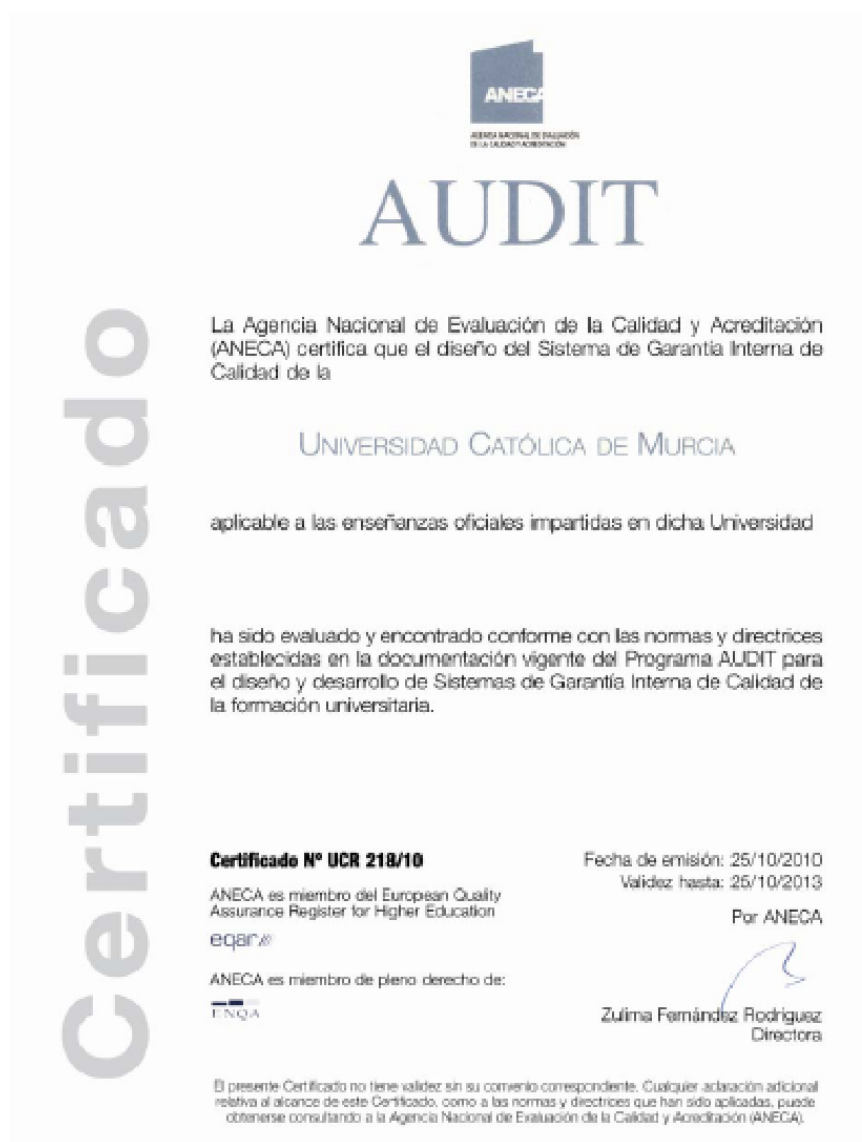 ANECA
AGENCIA NACIONAL DE EVALUACIÓN
DE LA CALIDAD Y ACREDITACIÓN
AUDIT
Certificado
La Agencia Nacional de Evaluación de la Calidad y Acreditación
(ANECA) certifica que el diseño del Sistema de Garantía Interna de
Calidad de la
UNIVERSIDAD CATÓLICA DE MURCIA
aplicable a las enseñanzas oficiales impartidas en dicha Universidad
ha sido evaluado y encontrado conforme con las normas y directrices
establecidas en la documentación vigente del Programa AUDIT para
el diseño y desarrollo de Sistemas de Garantía Interna de Calidad de
la formación universitaria.
Certificado Nº UCR 218/10
ANECA es miembro del European Quality
Assurance Register for Higher Education
eqar
ANECA es miembro de pleno derecho de:
ENQA
Fecha de emisión: 25/10/2010
Validez hasta: 25/10/2013
Por ANECA
Zulima Fernández Rodríguez
Directora
El presente Certificado no tiene validez sin su convenio correspondiente. Cualquier aclaración adicional
relativa al alcance de este Certificado, como a las normas y directrices que han sido aplicadas, puede
obtenerse consultando a la Agencia Nacional de Evaluación de la Calidad y Acreditación (ANECA).